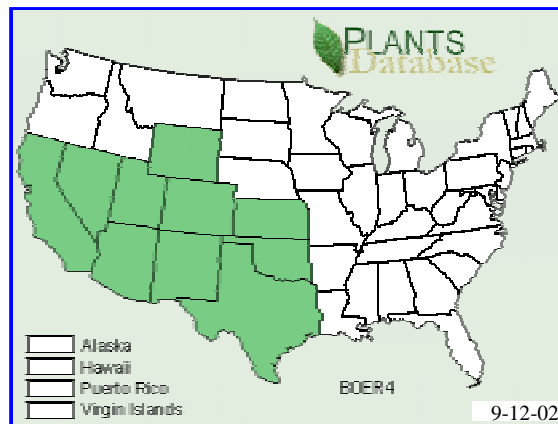 PLANTS
Database
Alaska
Hawaii
Puerto Rico
Virgin Islands
BOER4
9-12-02